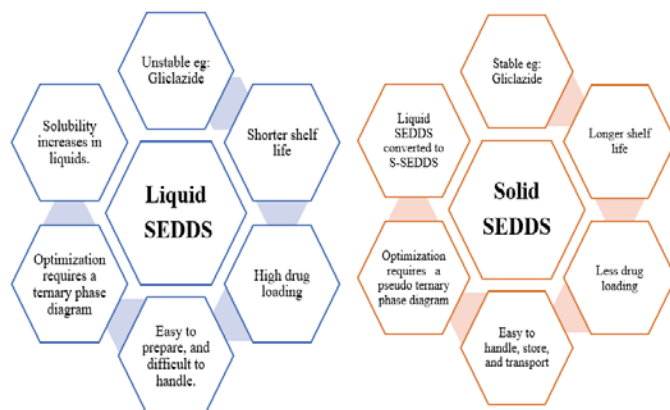 Unstable eg:
Gliclazide
Shorter shelf
life
High drug
loading
Easy to
prepare, and
difficult to
handle.
Optimization
requires a
ternary phase
diagram
Solubility
increases in
liquids.
Liquid
SEDDS
Stable eg:
Gliclazide
Longer shelf
life
Less drug
loading
Easy to
handle, store,
and transport
Optimization
requires a
pseudo ternary
phase diagram
Liquid
SEDDS
converted to
S-SEDDS
Solid
SEDDS